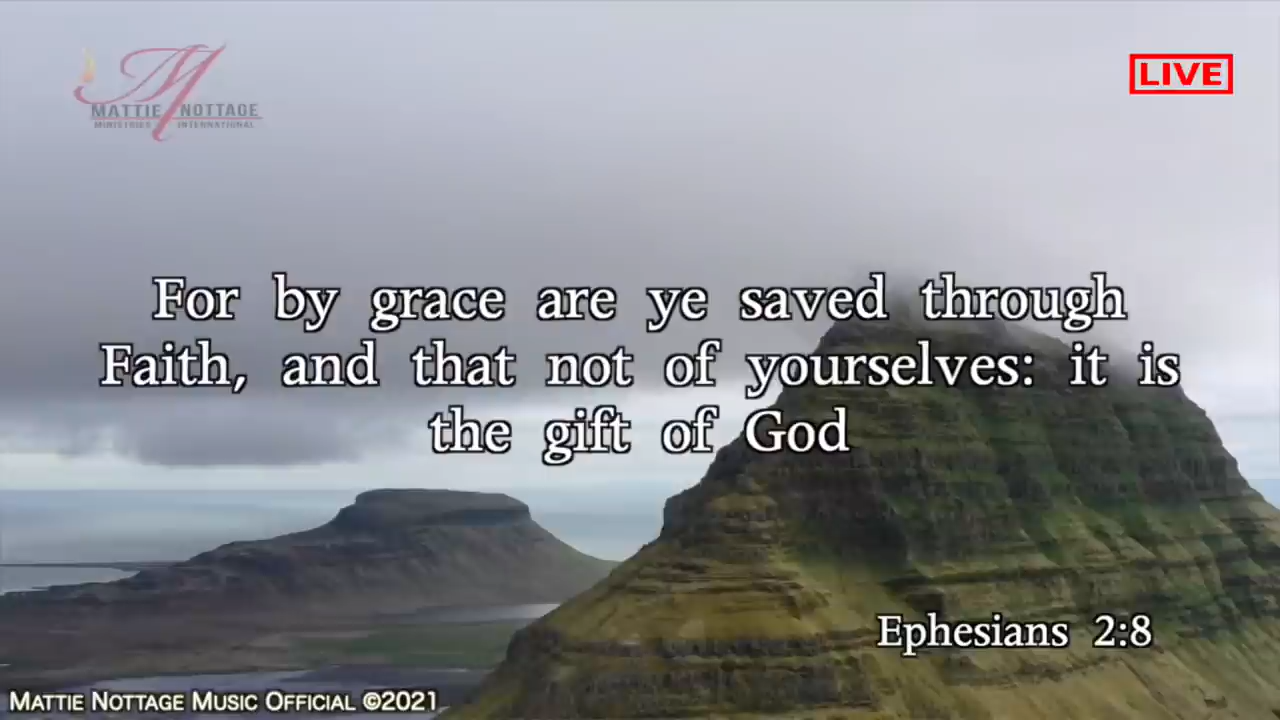 MATTIE NOTTAGE
MINISTRIES INTERNATIONAL
LIVE
For by grace are ye saved through
Faith, and that not of yourselves: it is
the gift of God
Ephesians 2:8
MATTIE NOTTAGE MUSIC OFFICIAL ©2021